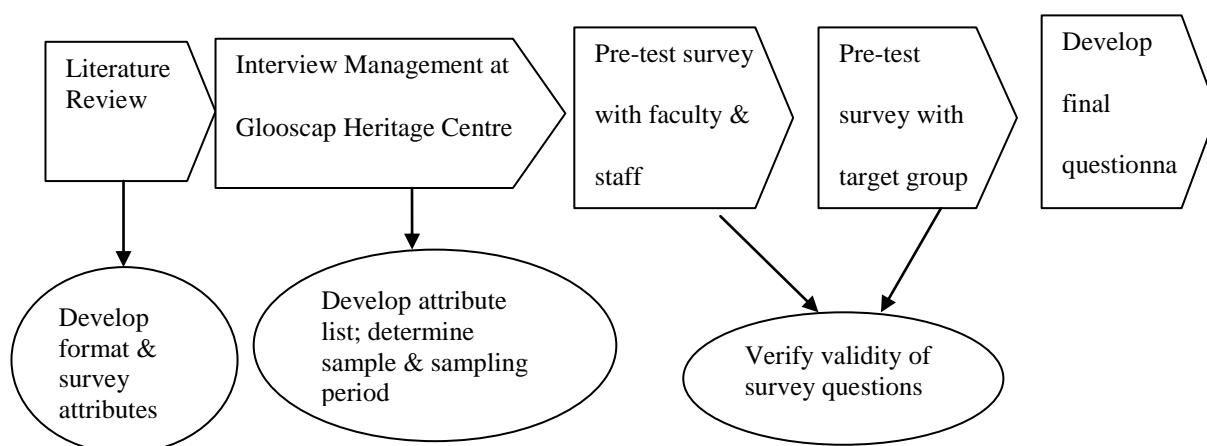 Literature
Review
Interview Management at
Glooscap Heritage Centre
Pre-test survey
with faculty &
staff
Pre-test
survey with
target group
Develop
final
questionna
Develop
format &
survey
attributes
Develop attribute
list; determine
sample & sampling
period
Verify validity of
survey questions